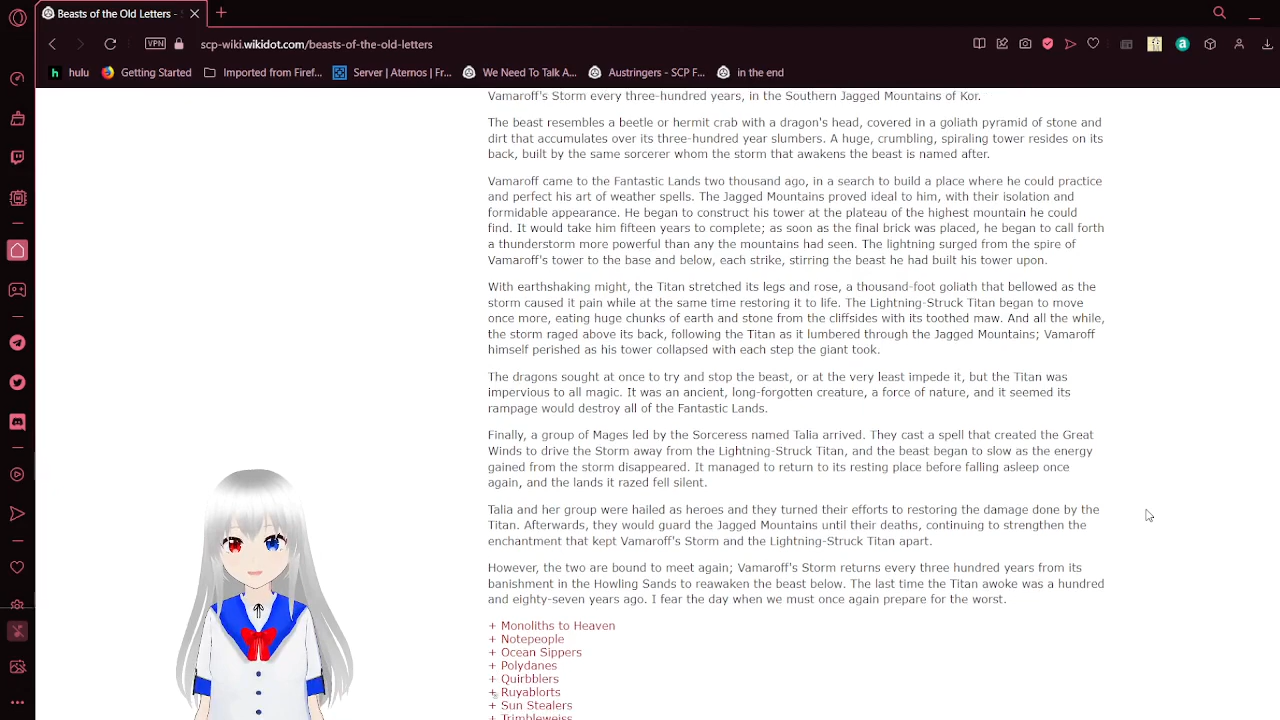 Beasts of the Old Letters -
VPN
scp-wiki.wikidot.com/beasts-of-the-old-letters
h hulu
Getting Started
Imported from Firef...
Server | Aternos | Fr...
We Need To Talk A...
Austringers - SCP F...
in the end
Vamaroff's Storm every three-hundred years, in the Southern Jagged Mountains of Kor.
The beast resembles a beetle or hermit crab with a dragon's head, covered in a goliath pyramid of stone and
dirt that accumulates over its three-hundred year slumbers. A huge, crumbling, spiraling tower resides on its
back, built by the same sorcerer whom the storm that awakens the beast is named after.
Vamaroff came to the Fantastic Lands two thousand ago, in a search to build a place where he could practice
and perfect his art of weather spells. The Jagged Mountains proved ideal to him, with their isolation and
formidable appearance. He began to construct his tower at the plateau of the highest mountain he could
find. It would take him fifteen years to complete; as soon as the final brick was placed, he began to call forth
a thunderstorm more powerful than any the mountains had seen. The lightning surged from the spire of
Vamaroff's tower to the base and below, each strike, stirring the beast he had built his tower upon.
With earthshaking might, the Titan stretched its legs and rose, a thousand-foot goliath that bellowed as the
storm caused it pain while at the same time restoring it to life. The Lightning-Struck Titan began to move
once more, eating huge chunks of earth and stone from the cliffsides with its toothed maw. And all the while,
the storm raged above its back, following the Titan as it lumbered through the Jagged Mountains; Vamaroff
himself perished as his tower collapsed with each step the giant took.
The dragons sought at once to try and stop the beast, or at the very least impede it, but the Titan was
impervious to all magic. It was an ancient, long-forgotten creature, a force of nature, and it seemed its
rampage would destroy all of the Fantastic Lands.
Finally, a group of Mages led by the Sorceress named Talia arrived. They cast a spell that created the Great
Winds to drive the Storm away from the Lightning-Struck Titan, and the beast began to slow as the energy
gained from the storm disappeared. It managed to return to its resting place before falling asleep once
again, and the lands it razed fell silent.
Talia and her group were hailed as heroes and they turned their efforts to restoring the damage done by the
Titan. Afterwards, they would guard the Jagged Mountains until their deaths, continuing to strengthen the
enchantment that kept Vamaroff's Storm and the Lightning-Struck Titan apart.
However, the two are bound to meet again; Vamaroff's Storm returns every three hundred years from its
banishment in the Howling Sands to reawaken the beast below. The last time the Titan awoke was a hundred
and eighty-seven years ago. I fear the day when we must once again prepare for the worst.
+ Monoliths to Heaven
+ Notepeople
+ Ocean Sippers
+ Polydanes
+ Quirbblers
+ Ruyablorts
+ Sun Stealers
+ Trimbleweiss